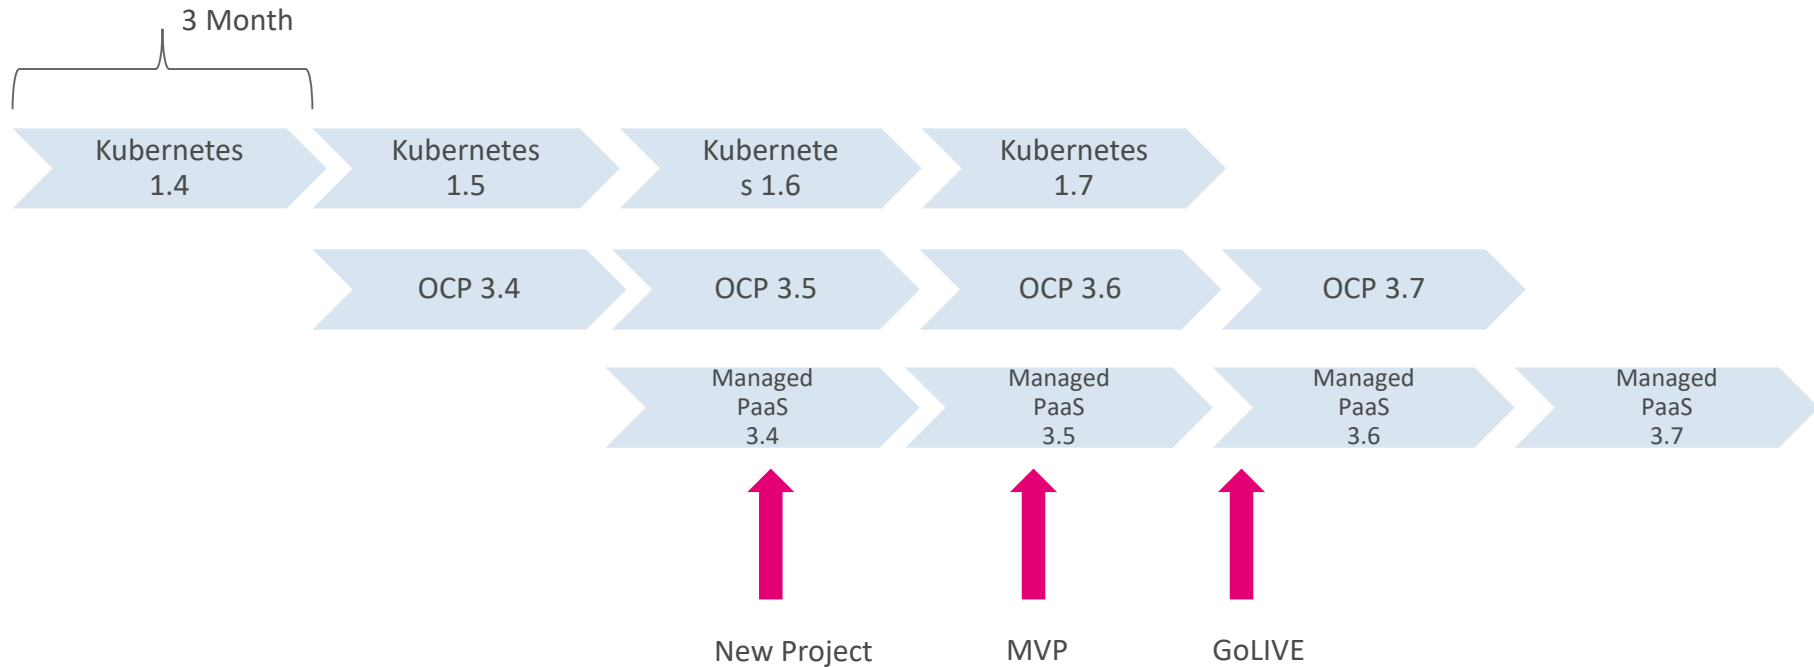 3 Month
Kubernetes
1.4
Kubernetes
1.5
Kubernete
s 1.6
Kubernetes
1.7
OCP 3.4
OCP 3.5
OCP 3.6
OCP 3.7
Managed
PaaS
3.4
Managed
PaaS
3.5
Managed
PaaS
3.6
Managed
PaaS
3.7
New Project
MVP
GoLIVE